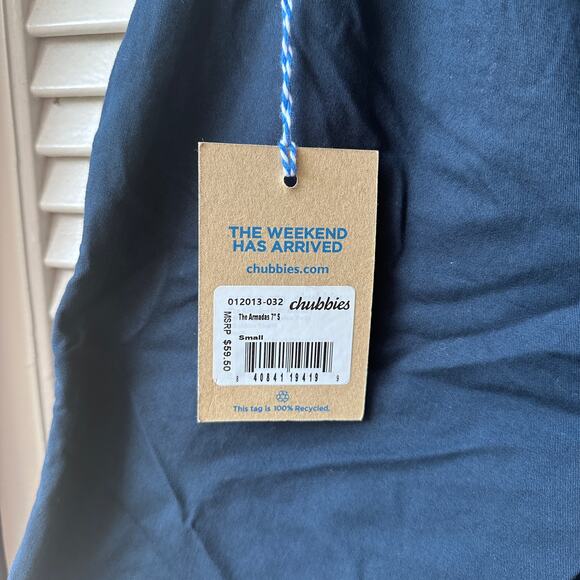 THE WEEKEND
HAS ARRIVED
chubbies.com
012013-032 chubbies
The Armadas 7" S
Small
MSRP $59.50
8 40841 19419 9
This tag is 100% Recycled.